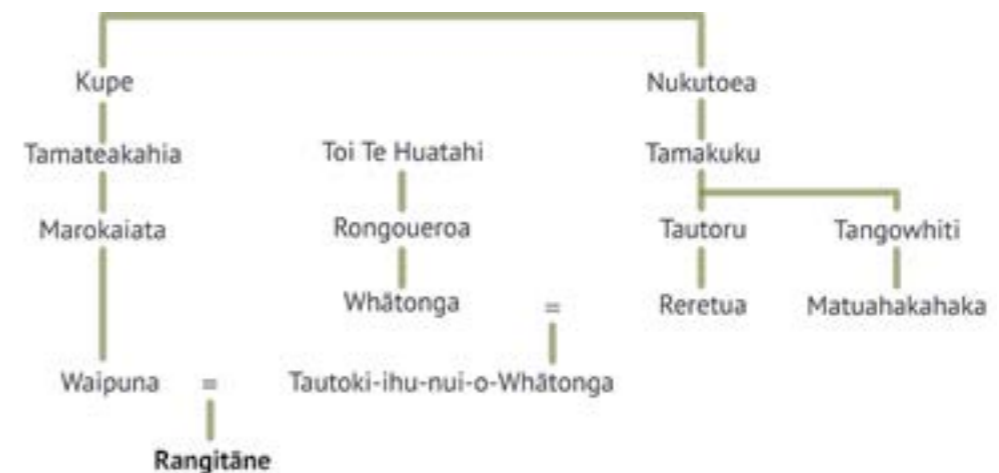 Kupe Nukutoea
Tamateakahia Toi Te Huatahi Tamakuku
Marokaiata Rongoueroa Tautoru Tangowhiti
Whātonga = Reretua Matuahakahaka
Waipuna = Tautoki-ihu-nui-o-Whātonga
Rangitāne